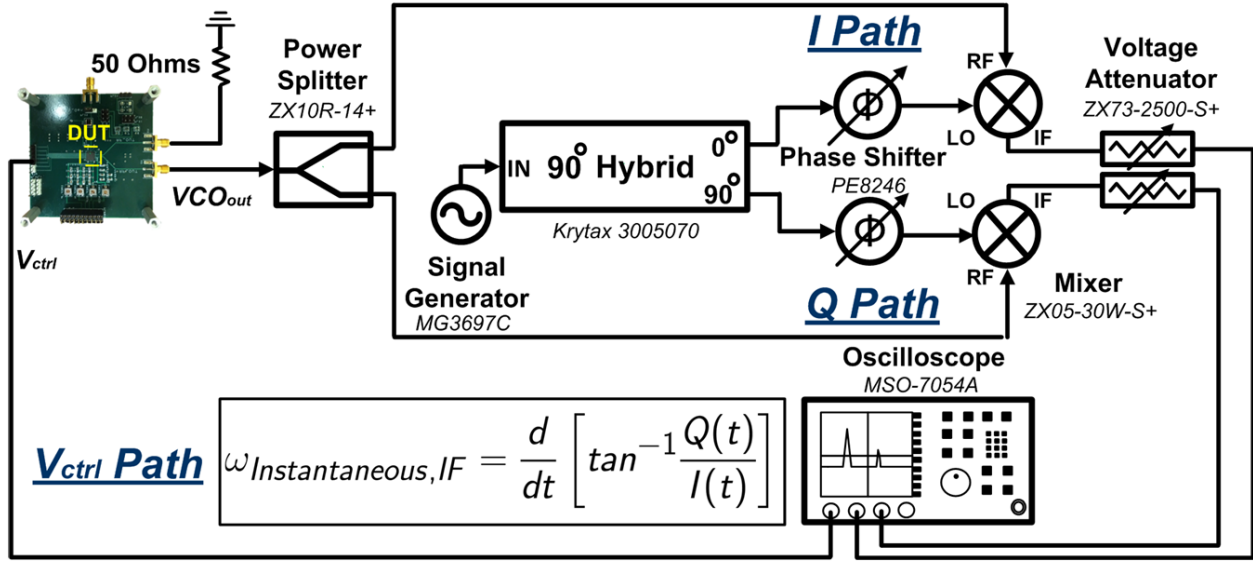 I Path
Power
Splitter
ZX10R-14+
50 Ohms
DUT
VCOout
Vctrl
IN
90° Hybrid
0°
90°
Krytax 3005070
Signal
Generator
MG3697C
Φ
Phase Shifter
PE8246
Φ
RF
LO
IF
LO
IF
RF
Voltage
Attenuator
ZX73-2500-S+
Mixer
ZX05-30W-S+
Q Path
Oscilloscope
MSO-7054A
Vctrl Path
ω_{Instantaneous,IF} = d/dt [ tan⁻¹ Q(t)/I(t) ]